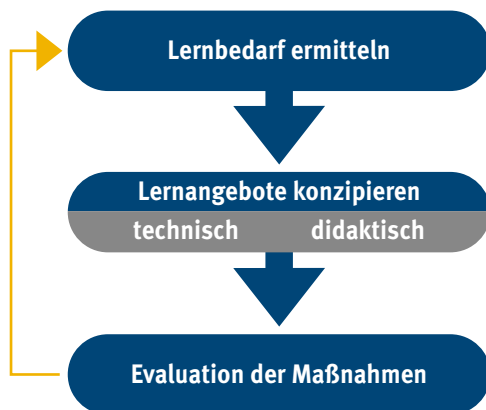 Lernbedarf ermitteln
Lernangebote konzipieren
technisch didaktisch
Evaluation der Maßnahmen